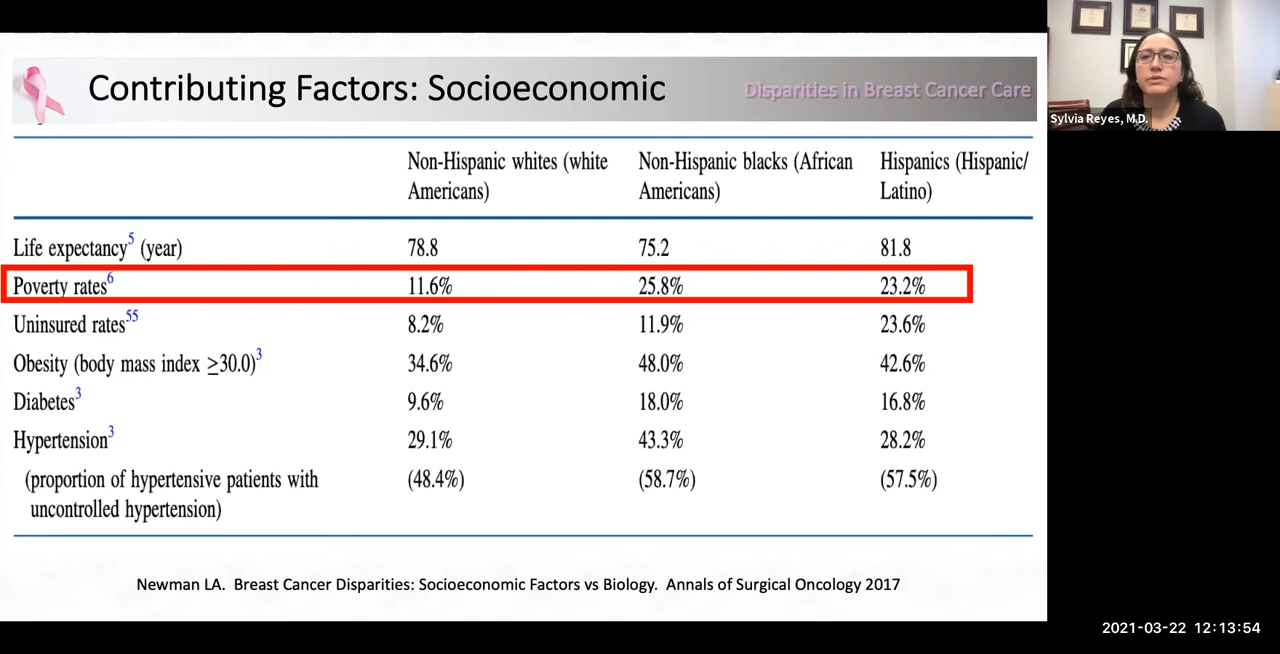 Contributing Factors: Socioeconomic
Disparities in Breast Cancer Care
Sylvia Reyes, M.D.
Non-Hispanic whites (white Non-Hispanic blacks (African Hispanics (Hispanic/
Americans) Americans) Latino)
Life expectancy5 (year) 78.8 75.2 81.8
Poverty rates6 11.6% 25.8% 23.2%
Uninsured rates55 8.2% 11.9% 23.6%
Obesity (body mass index ≥30.0)3 34.6% 48.0% 42.6%
Diabetes3 9.6% 18.0% 16.8%
Hypertension3 29.1% 43.3% 28.2%
(proportion of hypertensive patients with (48.4%) (58.7%) (57.5%)
uncontrolled hypertension)
Newman LA. Breast Cancer Disparities: Socioeconomic Factors vs Biology. Annals of Surgical Oncology 2017
2021-03-22 12:13:54